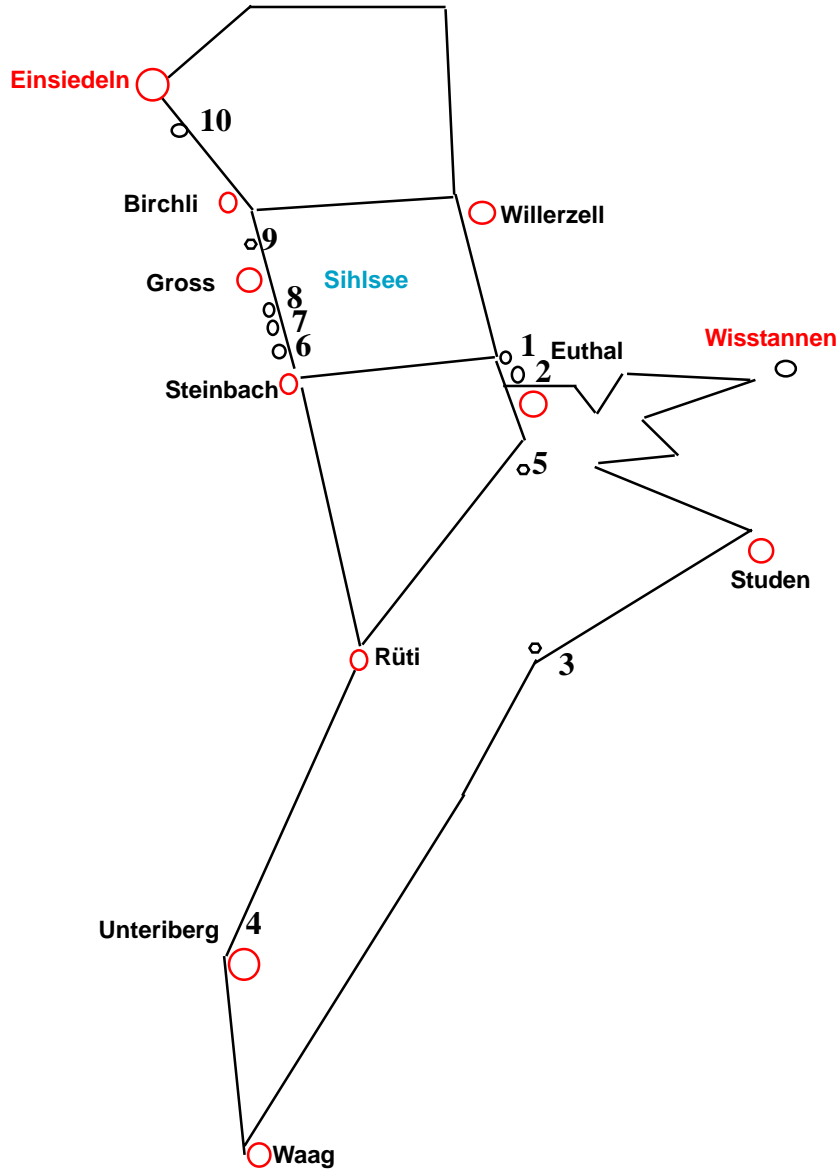 Einsiedeln
10
Birchli
Willerzell
9
Gross
Sihlsee
8
7
6
1
Euthal
Wisstannen
2
Steinbach
5
Studen
Rüti
3
Unteriberg
4
Waag